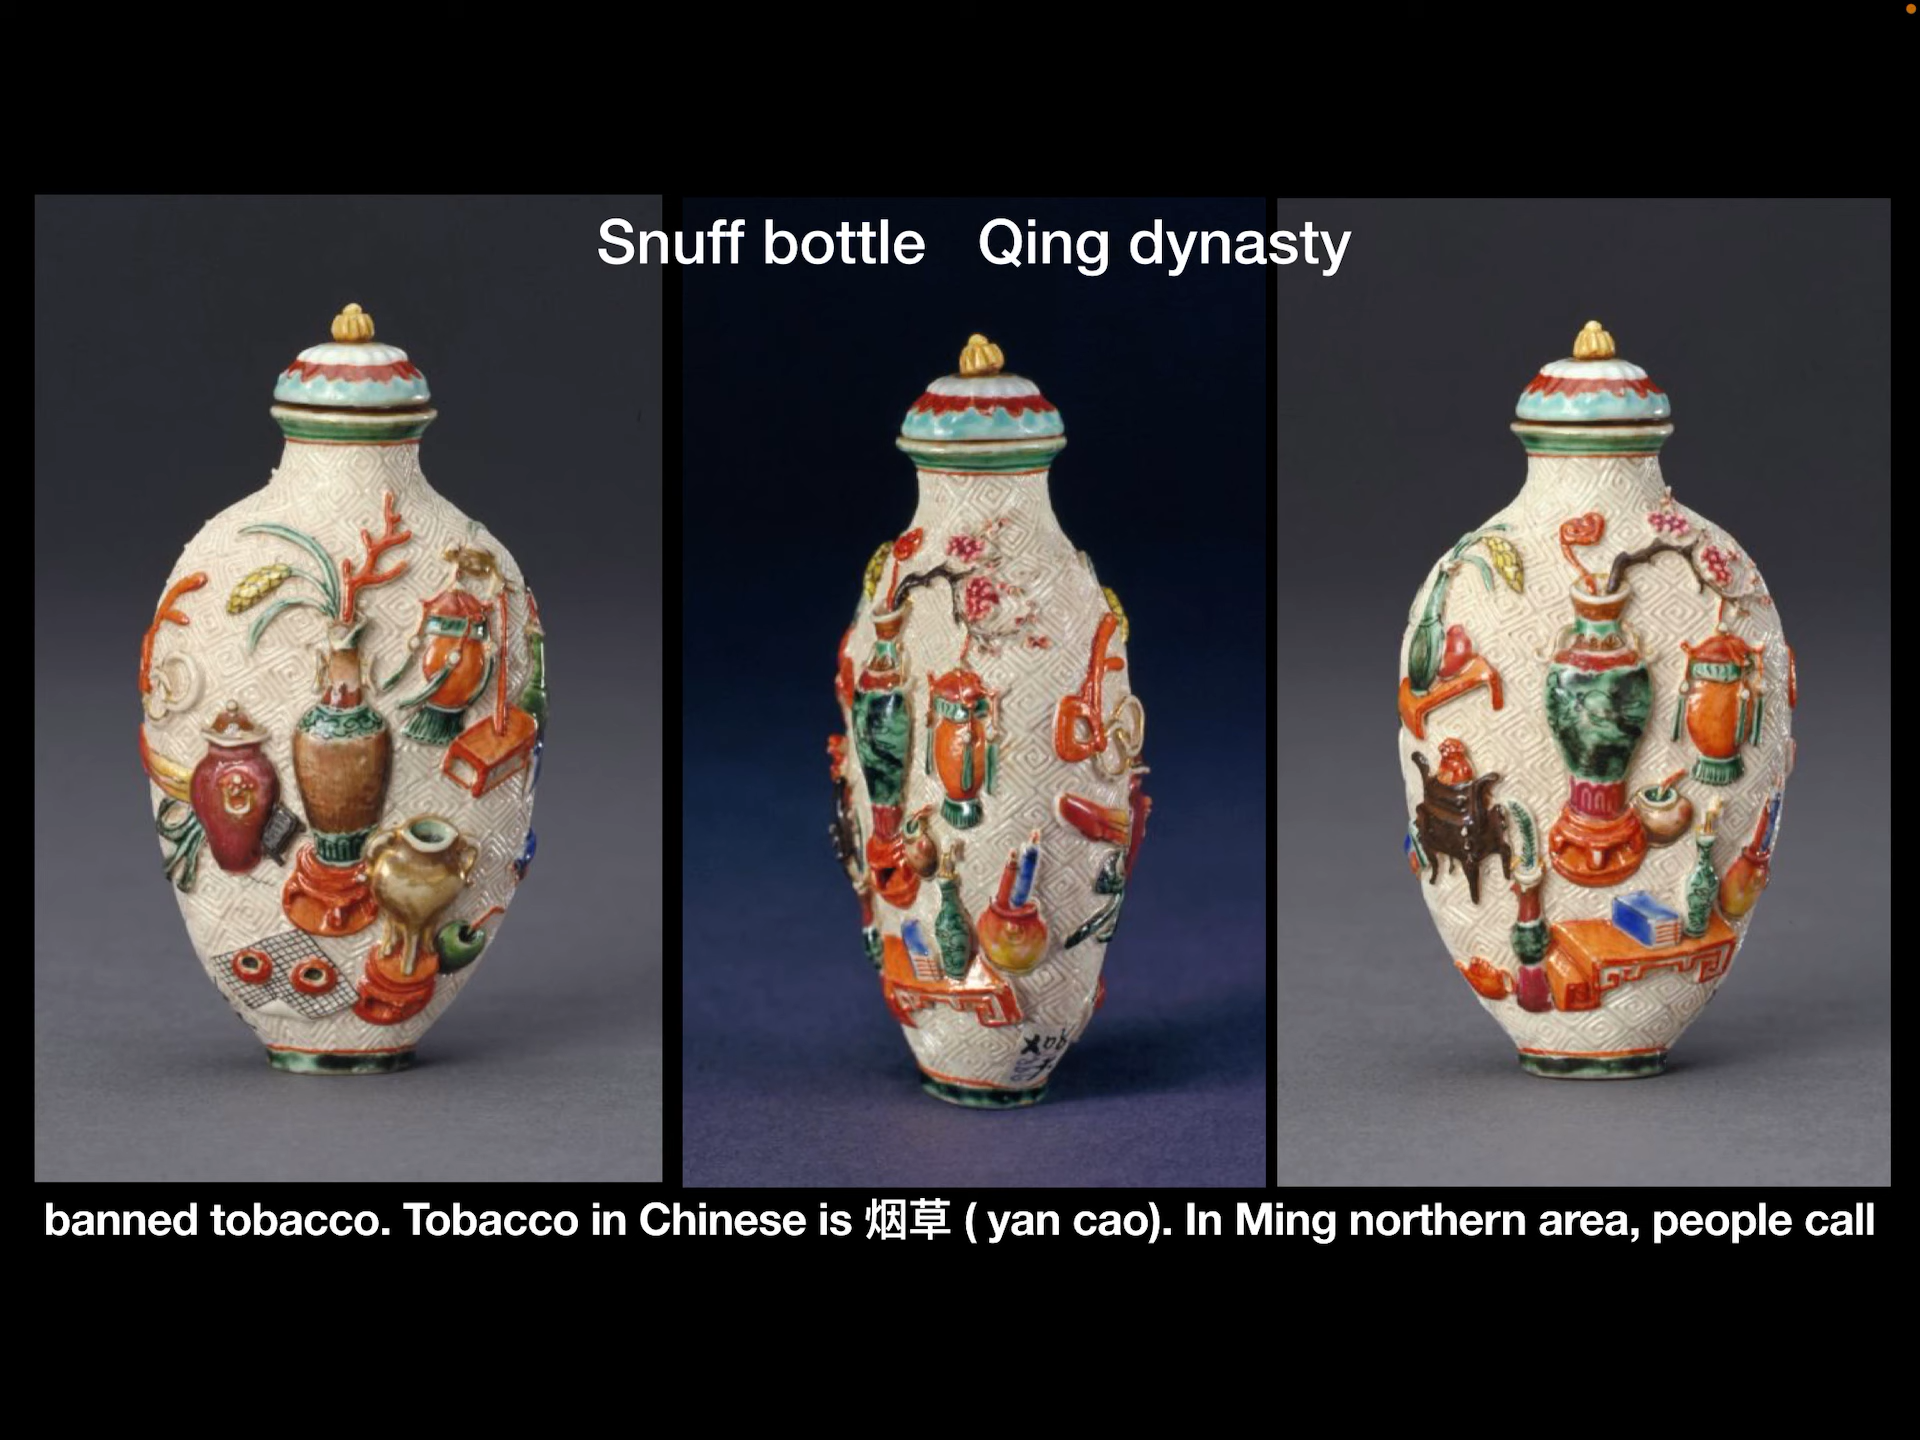 Snuff bottle Qing dynasty
banned tobacco. Tobacco in Chinese is 烟草 ( yan cao). In Ming northern area, people call